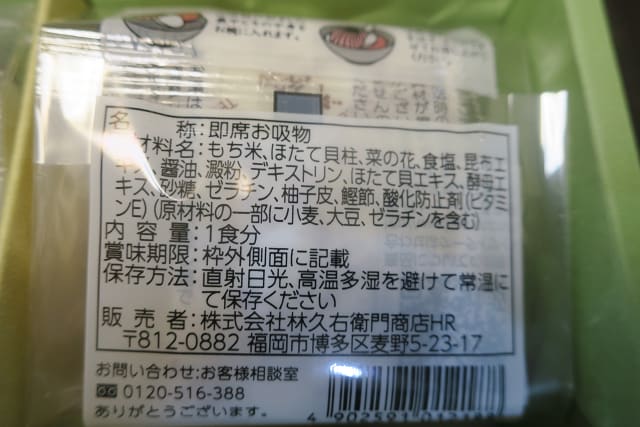 お椀に入れます。
名　　称：即席お吸物
材料名：もち米、ほたて貝柱、菜の花、食塩、昆布エ
キス、醤油、澱粉、デキストリン、ほたて貝エキス、酵母エ
キス、砂糖、ゼラチン、柚子皮、鰹節、酸化防止剤(ビタミ
ンE)(原材料の一部に小麦、大豆、ゼラチンを含む)
内容量：1食分
賞味期限：枠外側面に記載
保存方法：直射日光、高温多湿を避けて常温に
て保存ください
販売者：株式会社林久右衛門商店HR
〒812-0882 福岡市博多区麦野5-23-17
お問い合わせ:お客様相談室
0120-516-388
ありがとうございます。
4 902591